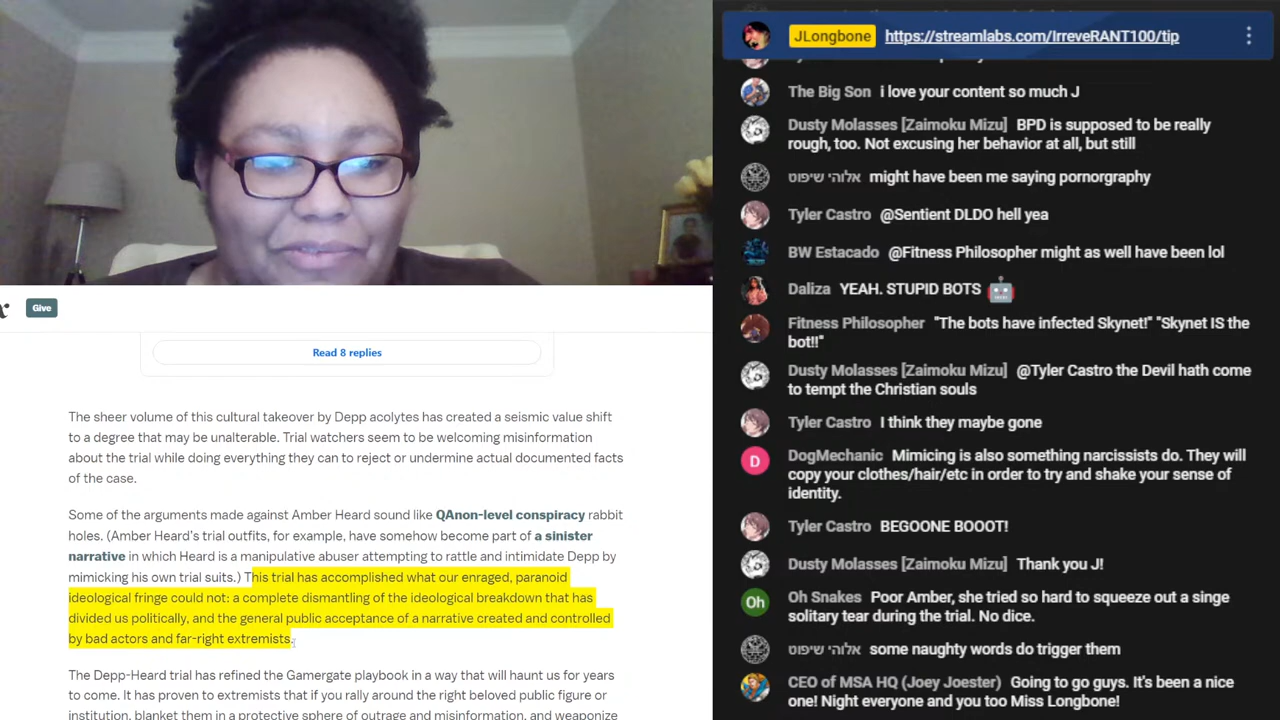 Give
Read 8 replies
The sheer volume of this cultural takeover by Depp acolytes has created a seismic value shift
to a degree that may be unalterable. Trial watchers seem to be welcoming misinformation
about the trial while doing everything they can to reject or undermine actual documented facts
of the case.
Some of the arguments made against Amber Heard sound like QAnon-level conspiracy rabbit
holes. (Amber Heard's trial outfits, for example, have somehow become part of a sinister
narrative in which Heard is a manipulative abuser attempting to rattle and intimidate Depp by
mimicking his own trial suits.) This trial has accomplished what our enraged, paranoid
ideological fringe could not: a complete dismantling of the ideological breakdown that has
divided us politically, and the general public acceptance of a narrative created and controlled
by bad actors and far-right extremists.
The Depp-Heard trial has refined the Gamergate playbook in a way that will haunt us for years
to come. It has proven to extremists that if you rally around the right beloved public figure or
institution, blanket them in a protective sphere of outrage and misinformation, and weaponize
JLongbone https://streamlabs.com/IrreveRANT100/tip
The Big Son i love your content so much J
Dusty Molasses [Zaimoku Mizu] BPD is supposed to be really
rough, too. Not excusing her behavior at all, but still
אלוהי שיפוט might have been me saying pornorgraphy
Tyler Castro @Sentient DLDO hell yea
BW Estacado @Fitness Philosopher might as well have been lol
Daliza YEAH. STUPID BOTS
Fitness Philosopher "The bots have infected Skynet!" "Skynet IS the
bot!!"
Dusty Molasses [Zaimoku Mizu] @Tyler Castro the Devil hath come
to tempt the Christian souls
Tyler Castro I think they maybe gone
D
DogMechanic Mimicing is also something narcissists do. They will
copy your clothes/hair/etc in order to try and shake your sense of
identity.
Tyler Castro BEGOONE BOOOT!
Dusty Molasses [Zaimoku Mizu] Thank you J!
Oh
Oh Snakes Poor Amber, she tried so hard to squeeze out a singe
solitary tear during the trial. No dice.
אלוהי שיפוט some naughty words do trigger them
CEO of MSA HQ (Joey Joester) Going to go guys. It's been a nice
one! Night everyone and you too Miss Longbone!